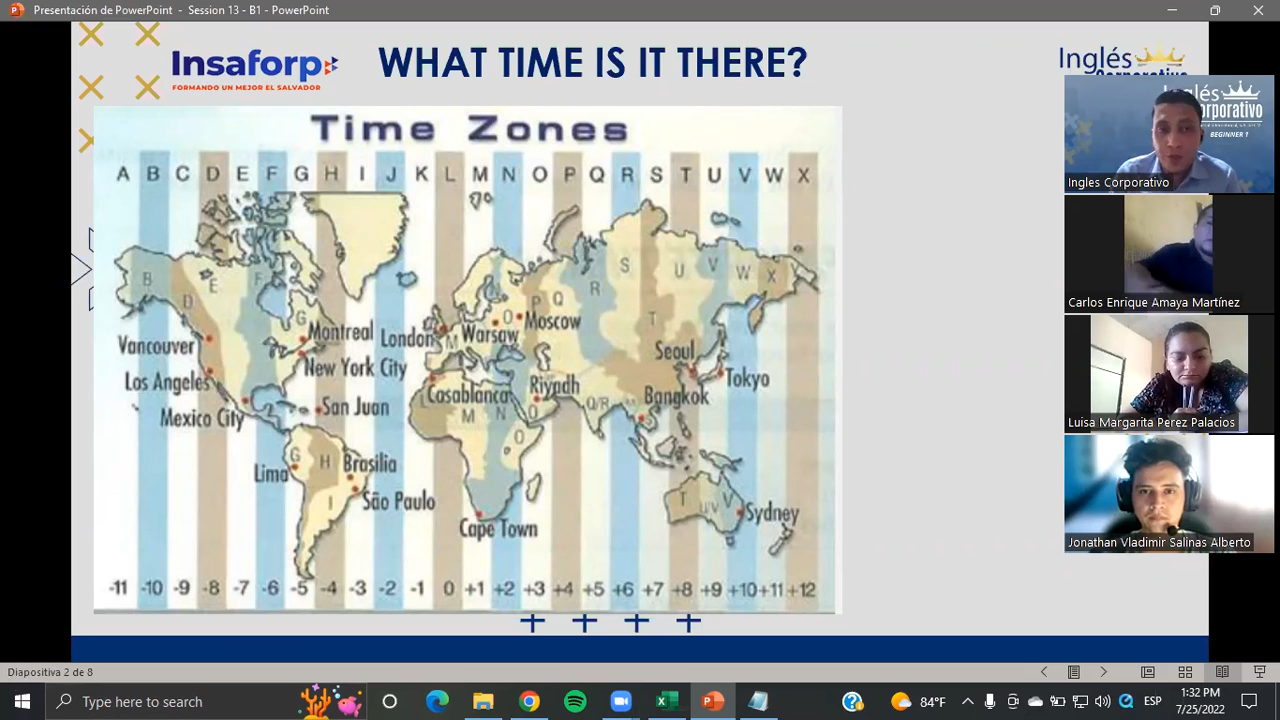 Presentación de PowerPoint - Session 13 - B1 - PowerPoint
Insaforp
FORMANDO UN MEJOR EL SALVADOR
WHAT TIME IS IT THERE?
Inglés
Time Zones
A B C D E F G H I J K L M N O P Q R S T U V W X
B D E F G
N O P Q R S T U V W X
Vancouver
Los Angeles
Mexico City
Montreal
New York City
San Juan
Lima
Brasilia
São Paulo
G H I
London
Warsaw
Moscow
Casablanca
Riyadh
Cape Town
L M N O O
Q/R
Seoul
Tokyo
Bangkok
Sydney
T U/V V
-11 -10 -9 -8 -7 -6 -5 -4 -3 -2 -1 0 +1 +2 +3 +4 +5 +6 +7 +8 +9 +10 +11 +12
Inglés
Corporativo
BEGINNER 1
Ingles Corporativo
Carlos Enrique Amaya Martínez
Luisa Margarita Perez Palacios
Jonathan Vladimir Salinas Alberto
Diapositiva 2 de 8
Type here to search
84°F
ESP
1:32 PM
7/25/2022